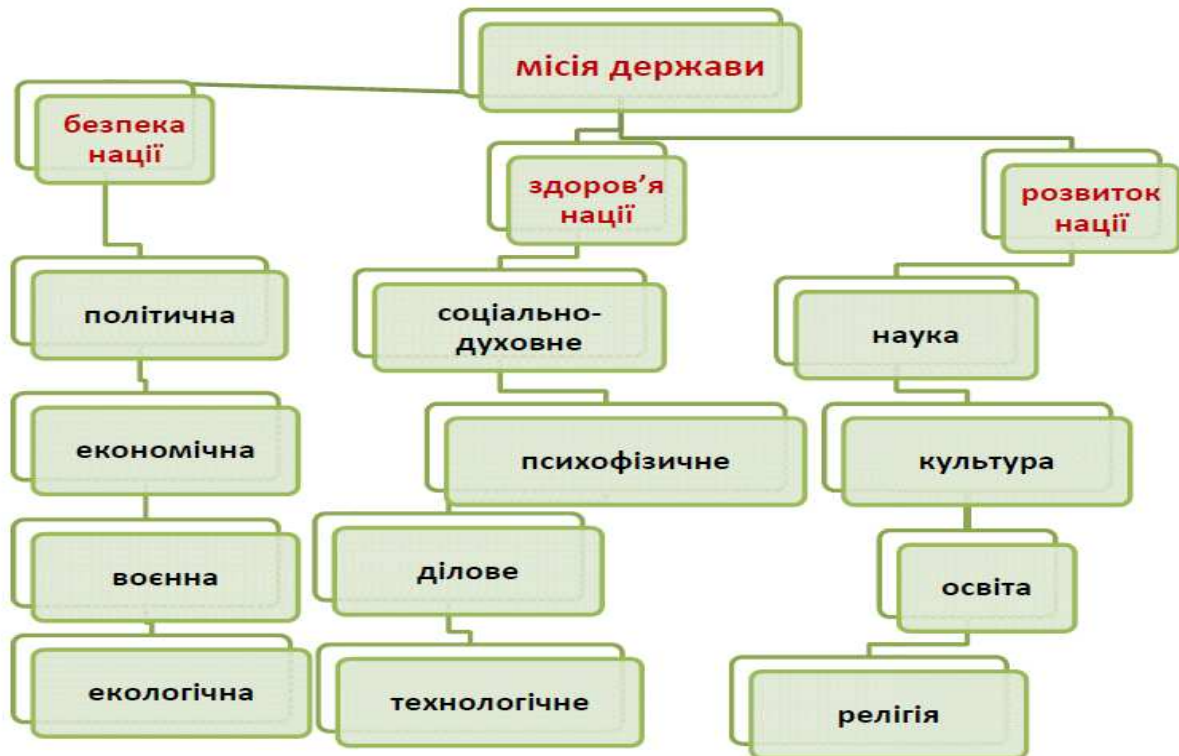 місія держави
безпека
нації
здоров’я
нації
розвиток
нації
політична
соціально-
духовне
наука
економічна
психофізичне
культура
воєнна
ділове
освіта
екологічна
технологічне
релігія